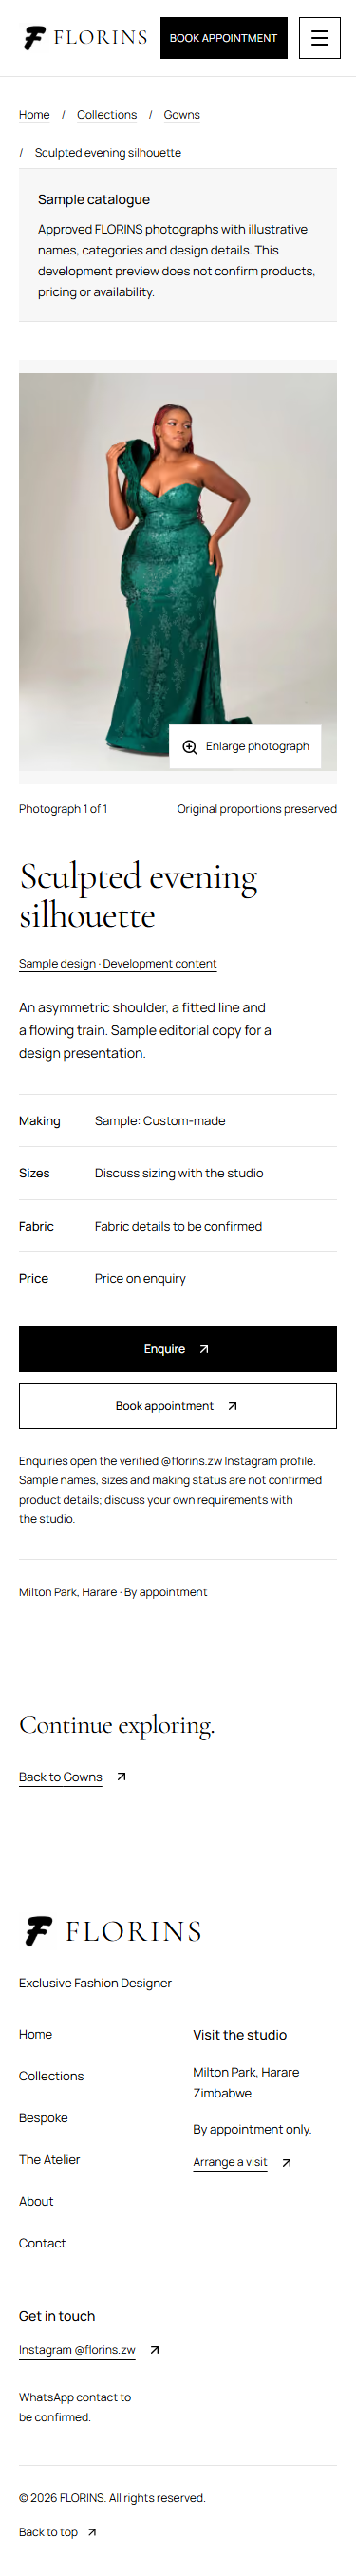 FLORINS
BOOK APPOINTMENT
Home / Collections / Gowns
/ Sculpted evening silhouette
Sample catalogue
Approved FLORINS photographs with illustrative
names, categories and design details. This
development preview does not confirm products,
pricing or availability.
Enlarge photograph
Photograph 1 of 1
Original proportions preserved
Sculpted evening
silhouette
Sample design · Development content
An asymmetric shoulder, a fitted line and
a flowing train. Sample editorial copy for a
design presentation.
Making Sample: Custom-made
Sizes Discuss sizing with the studio
Fabric Fabric details to be confirmed
Price Price on enquiry
Enquire
Book appointment
Enquiries open the verified @florins.zw Instagram profile.
Sample names, sizes and making status are not confirmed
product details; discuss your own requirements with
the studio.
Milton Park, Harare · By appointment
Continue exploring.
Back to Gowns
FLORINS
Exclusive Fashion Designer
Home
Collections
Bespoke
The Atelier
About
Contact
Visit the studio
Milton Park, Harare
Zimbabwe
By appointment only.
Arrange a visit
Get in touch
Instagram @florins.zw
WhatsApp contact to
be confirmed.
© 2026 FLORINS. All rights reserved.
Back to top